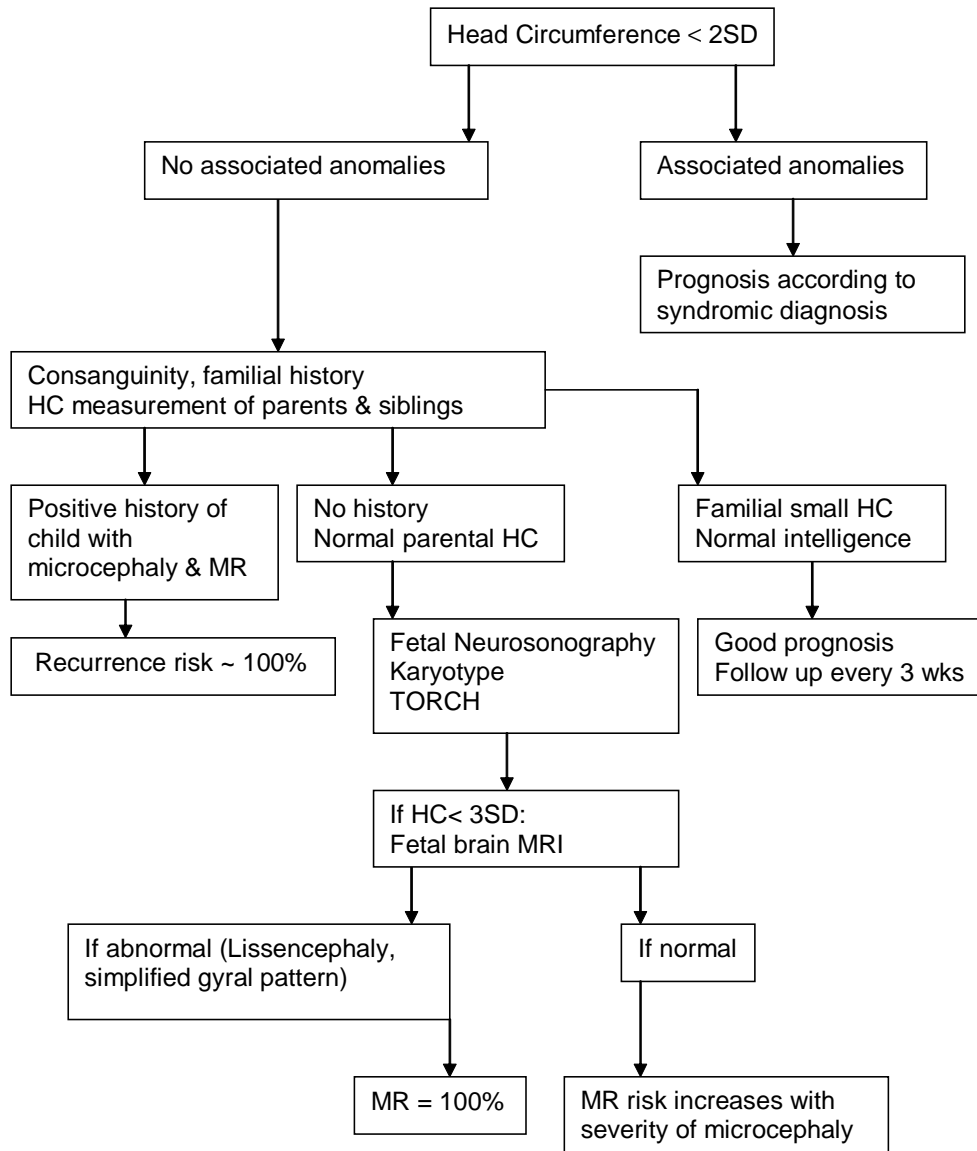 Head Circumference < 2SD
No associated anomalies
Associated anomalies
Prognosis according to
syndromic diagnosis
Consanguinity, familial history
HC measurement of parents & siblings
Positive history of
child with
microcephaly & MR
No history
Normal parental HC
Familial small HC
Normal intelligence
Recurrence risk ~ 100%
Fetal Neurosonography
Karyotype
TORCH
Good prognosis
Follow up every 3 wks
If HC< 3SD:
Fetal brain MRI
If abnormal (Lissencephaly,
simplified gyral pattern)
If normal
MR = 100%
MR risk increases with
severity of microcephaly